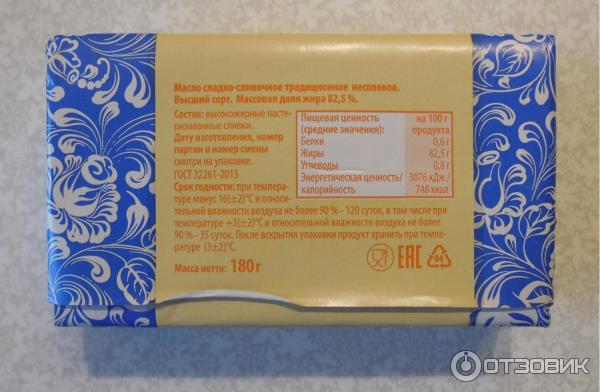 Масло сладко-сливочное традиционное несоленое.
Высший сорт. Массовая доля жира 82,5 %.
Состав: высокожирные пасте-
ризованные сливки.
Дату изготовления, номер
партии и номер смены
смотри на упаковке.
ГОСТ 32261-2013
Срок годности: при темпера-
туре минус 16(±2)°С и относи-
тельной влажности воздуха не более 90 % - 120 суток, в том числе при
температуре +3(±2)°С и относительной влажности воздуха не более
90 % - 35 суток. После вскрытия упаковки продукт хранить при темпе-
ратуре (3±2)°С.
Масса нетто: 180 г
Пищевая ценность на 100 г
(средние значения): продукта
Белки 0,6 г
Жиры 82,5 г
Углеводы 0,8 г
Энергетическая ценность/ 3076 кДж /
калорийность 748 ккал
EAC 84
ОТЗОВИК